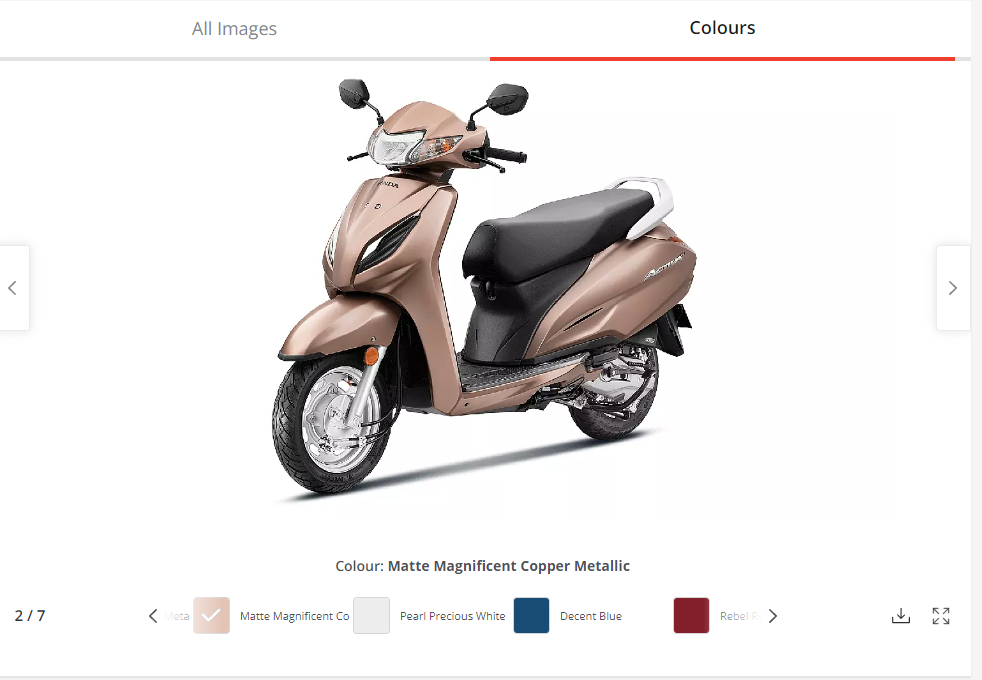 All Images
Colours
HONDA
Colour: Matte Magnificent Copper Metallic
2 / 7
Meta
Matte Magnificent Co
Pearl Precious White
Decent Blue
Rebel R